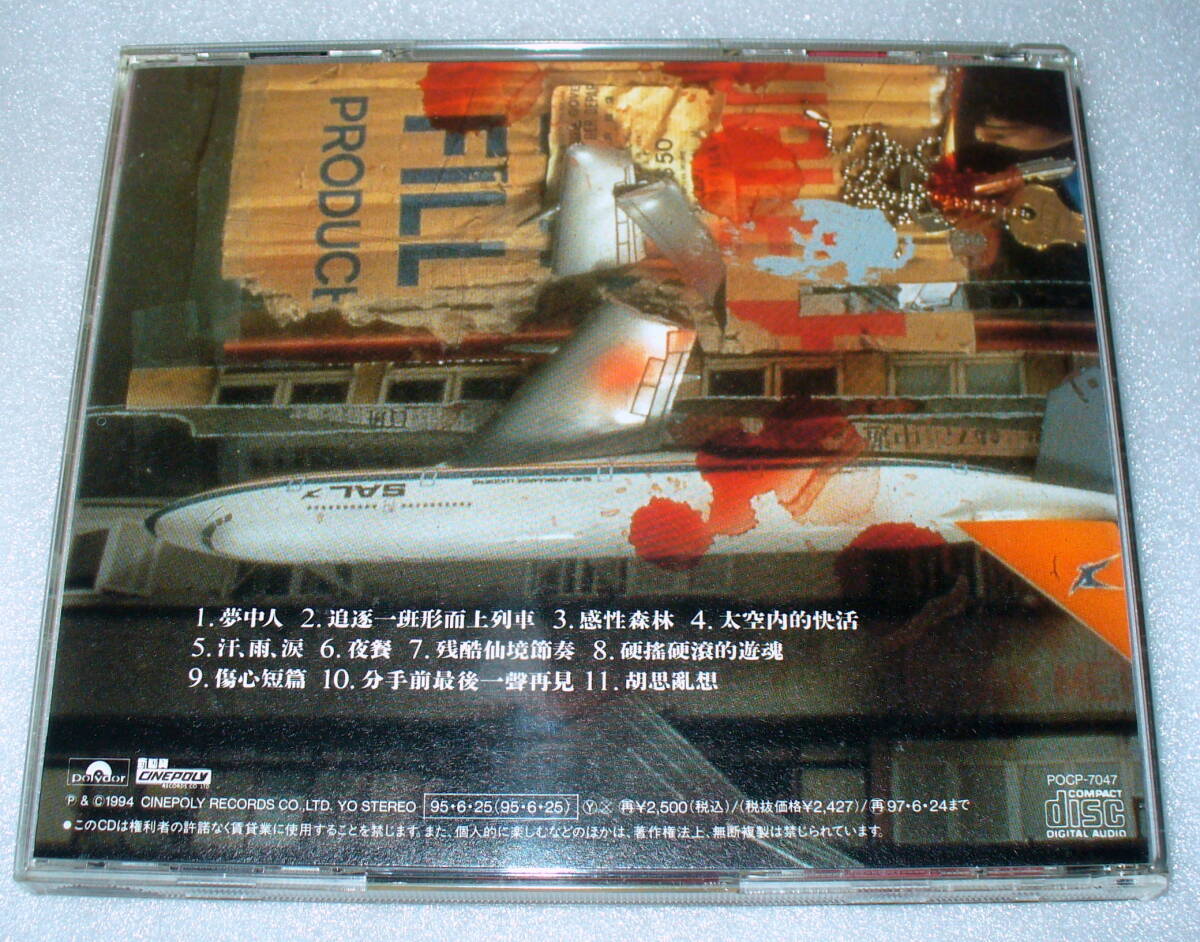 PRODUCE
FILL
50
SAL
1. 夢中人 2. 追逐一班形而上列車 3. 感性森林 4. 太空内的快活
5. 汗、雨、涙 6. 夜餐 7. 残酷仙境節奏 8. 硬搖硬滾的遊魂
9. 傷心短篇 10. 分手前最後一聲再見 11. 胡思亂想
polydor
CINEPOLY
RECORDS CO LTD
POCP-7047
COMPACT
disc
DIGITAL AUDIO
Ⓟ & ©1994 CINEPOLY RECORDS CO.,LTD. YO STEREO 95・6・25(95・6・25) Ⓨ 再¥2,500(税込)/(税抜価格¥2,427)/再97・6・24まで
●このCDは権利者の許諾なく賃貸業に使用することを禁じます。また、個人的に楽しむなどのほかは、著作権法上、無断複製は禁じられています。